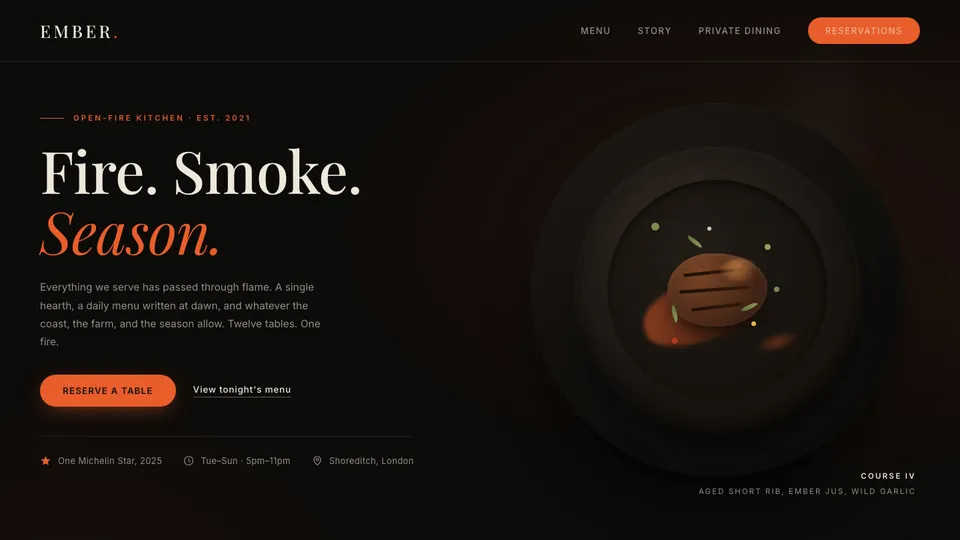 EMBER.
MENU
STORY
PRIVATE DINING
RESERVATIONS
OPEN-FIRE KITCHEN · EST. 2021
Fire. Smoke.
Season.
Everything we serve has passed through flame. A single
hearth, a daily menu written at dawn, and whatever the
coast, the farm, and the season allow. Twelve tables. One
fire.
RESERVE A TABLE
View tonight's menu
One Michelin Star, 2025
Tue–Sun · 5pm–11pm
Shoreditch, London
COURSE IV
AGED SHORT RIB, EMBER JUS, WILD GARLIC